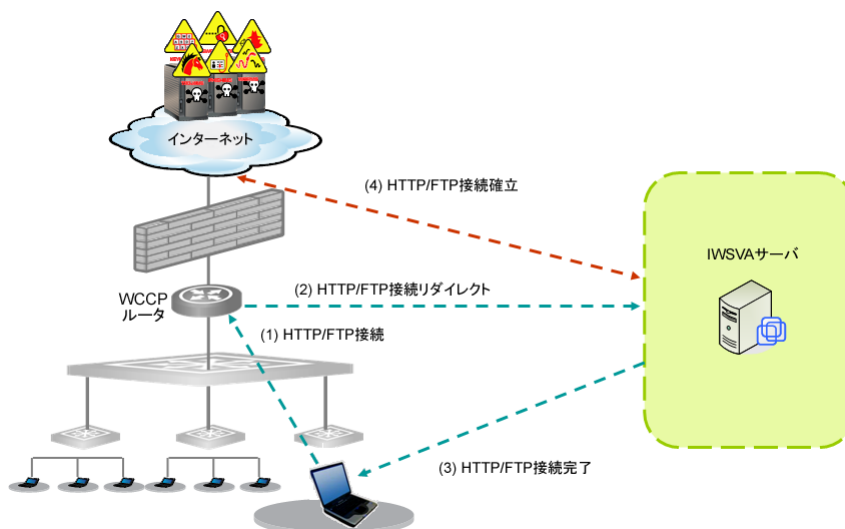 インターネット
(4) HTTP/FTP接続確立
IWSVAサーバ
WCCP
ルータ
(2) HTTP/FTP接続リダイレクト
(1) HTTP/FTP接続
(3) HTTP/FTP接続完了